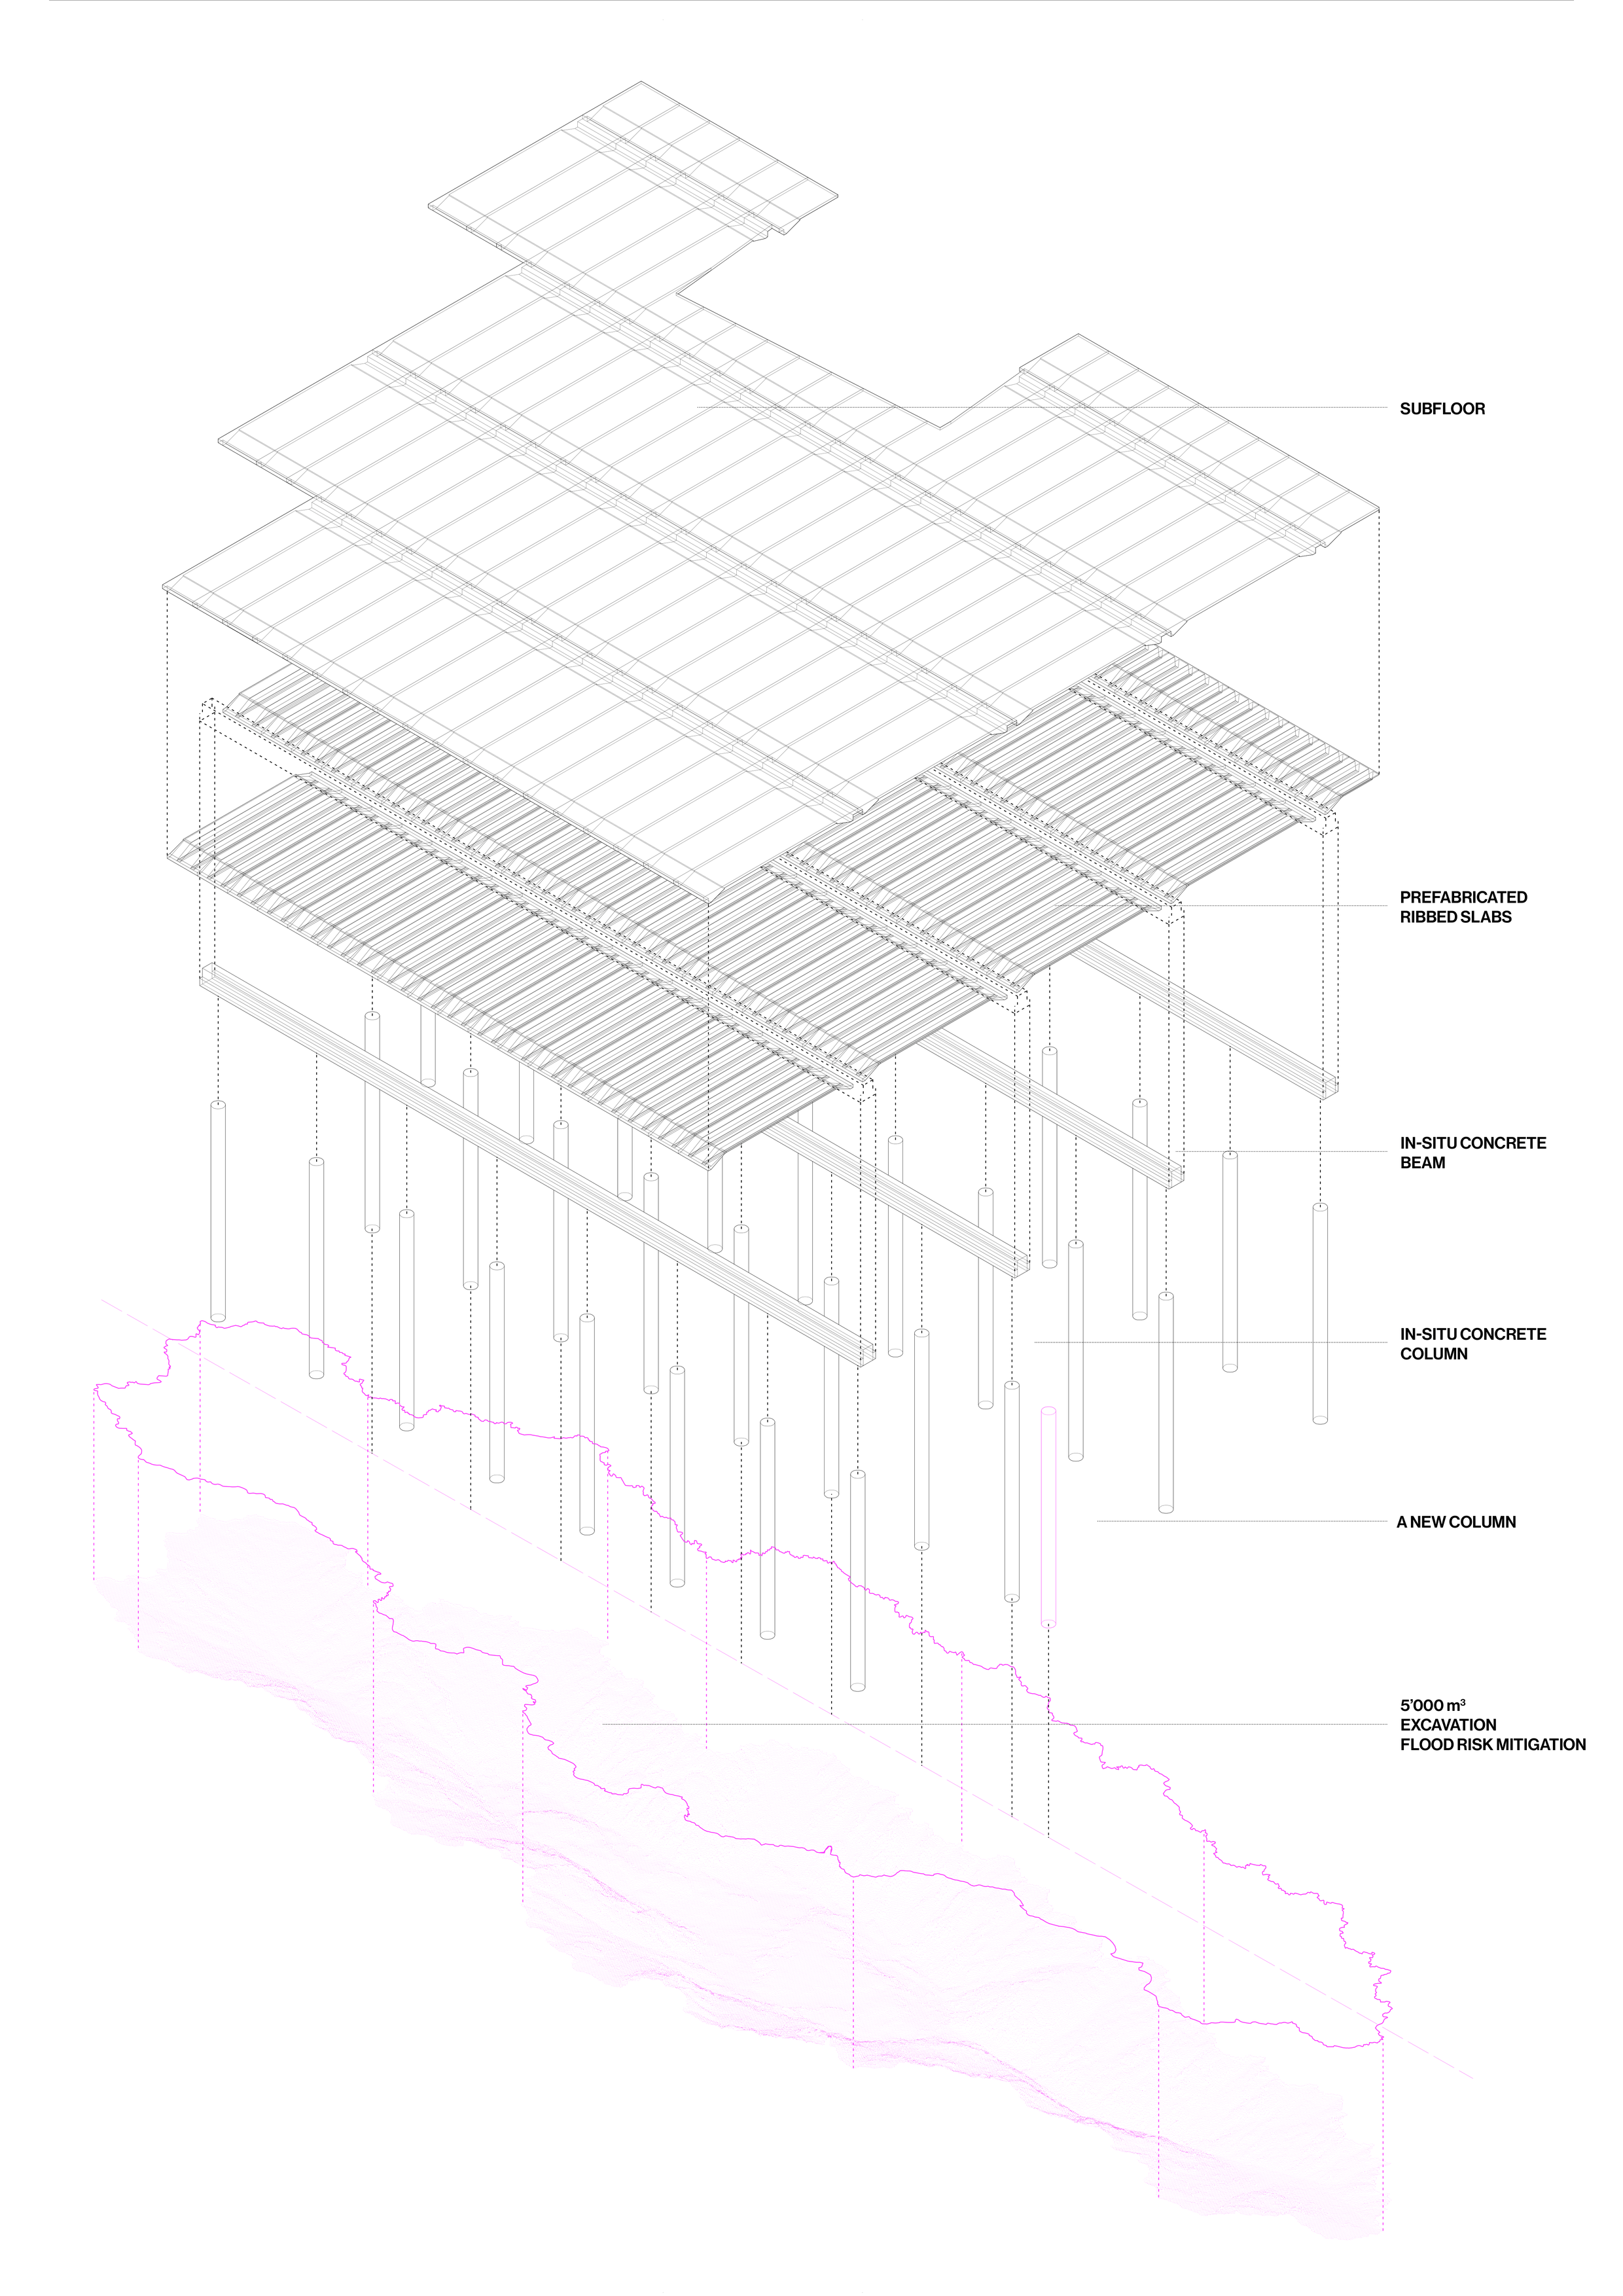 SUBFLOOR
PREFABRICATED
RIBBED SLABS
IN-SITU CONCRETE
BEAM
IN-SITU CONCRETE
COLUMN
A NEW COLUMN
5’000 m³
EXCAVATION
FLOOD RISK MITIGATION